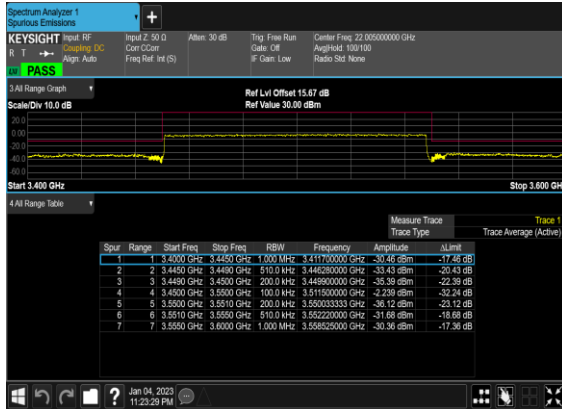 Spectrum Analyzer 1
Spurious Emissions
KEYSIGHT Input: RF Input Z: 50 Ω Atten: 30 dB Trig: Free Run Center Freq: 22.005000000 GHz
R T Coupling: DC Corr CCorr Gate: Off Avg|Hold: 100/100
Align: Auto Freq Ref: Int (S) IF Gain: Low Radio Std: None
PASS
3 All Range Graph
Ref Lvl Offset 15.67 dB
Scale/Div 10.0 dB Ref Value 30.00 dBm
20.0
0.00
-20.0
-40.0
-60.0
Start 3.400 GHz Stop 3.600 GH
4 All Range Table
Measure Trace Trace 1
Trace Type Trace Average (Active)
Spur Range Start Freq Stop Freq RBW Frequency Amplitude ΔLimit
1 1 3.4000 GHz 3.4450 GHz 1.000 MHz 3.411700000 GHz -30.46 dBm -17.46 dB
2 2 3.4450 GHz 3.4490 GHz 510.0 kHz 3.446280000 GHz -33.43 dBm -20.43 dB
3 3 3.4490 GHz 3.4500 GHz 200.0 kHz 3.449900000 GHz -35.39 dBm -22.39 dB
4 4 3.4500 GHz 3.5500 GHz 100.0 kHz 3.511500000 GHz -2.239 dBm -32.24 dB
5 5 3.5500 GHz 3.5510 GHz 200.0 kHz 3.550033333 GHz -36.12 dBm -23.12 dB
6 6 3.5510 GHz 3.5550 GHz 510.0 kHz 3.552220000 GHz -31.68 dBm -18.68 dB
7 7 3.5550 GHz 3.6000 GHz 1.000 MHz 3.558525000 GHz -30.36 dBm -17.36 dB
Jan 04, 2023
11:23:29 PM